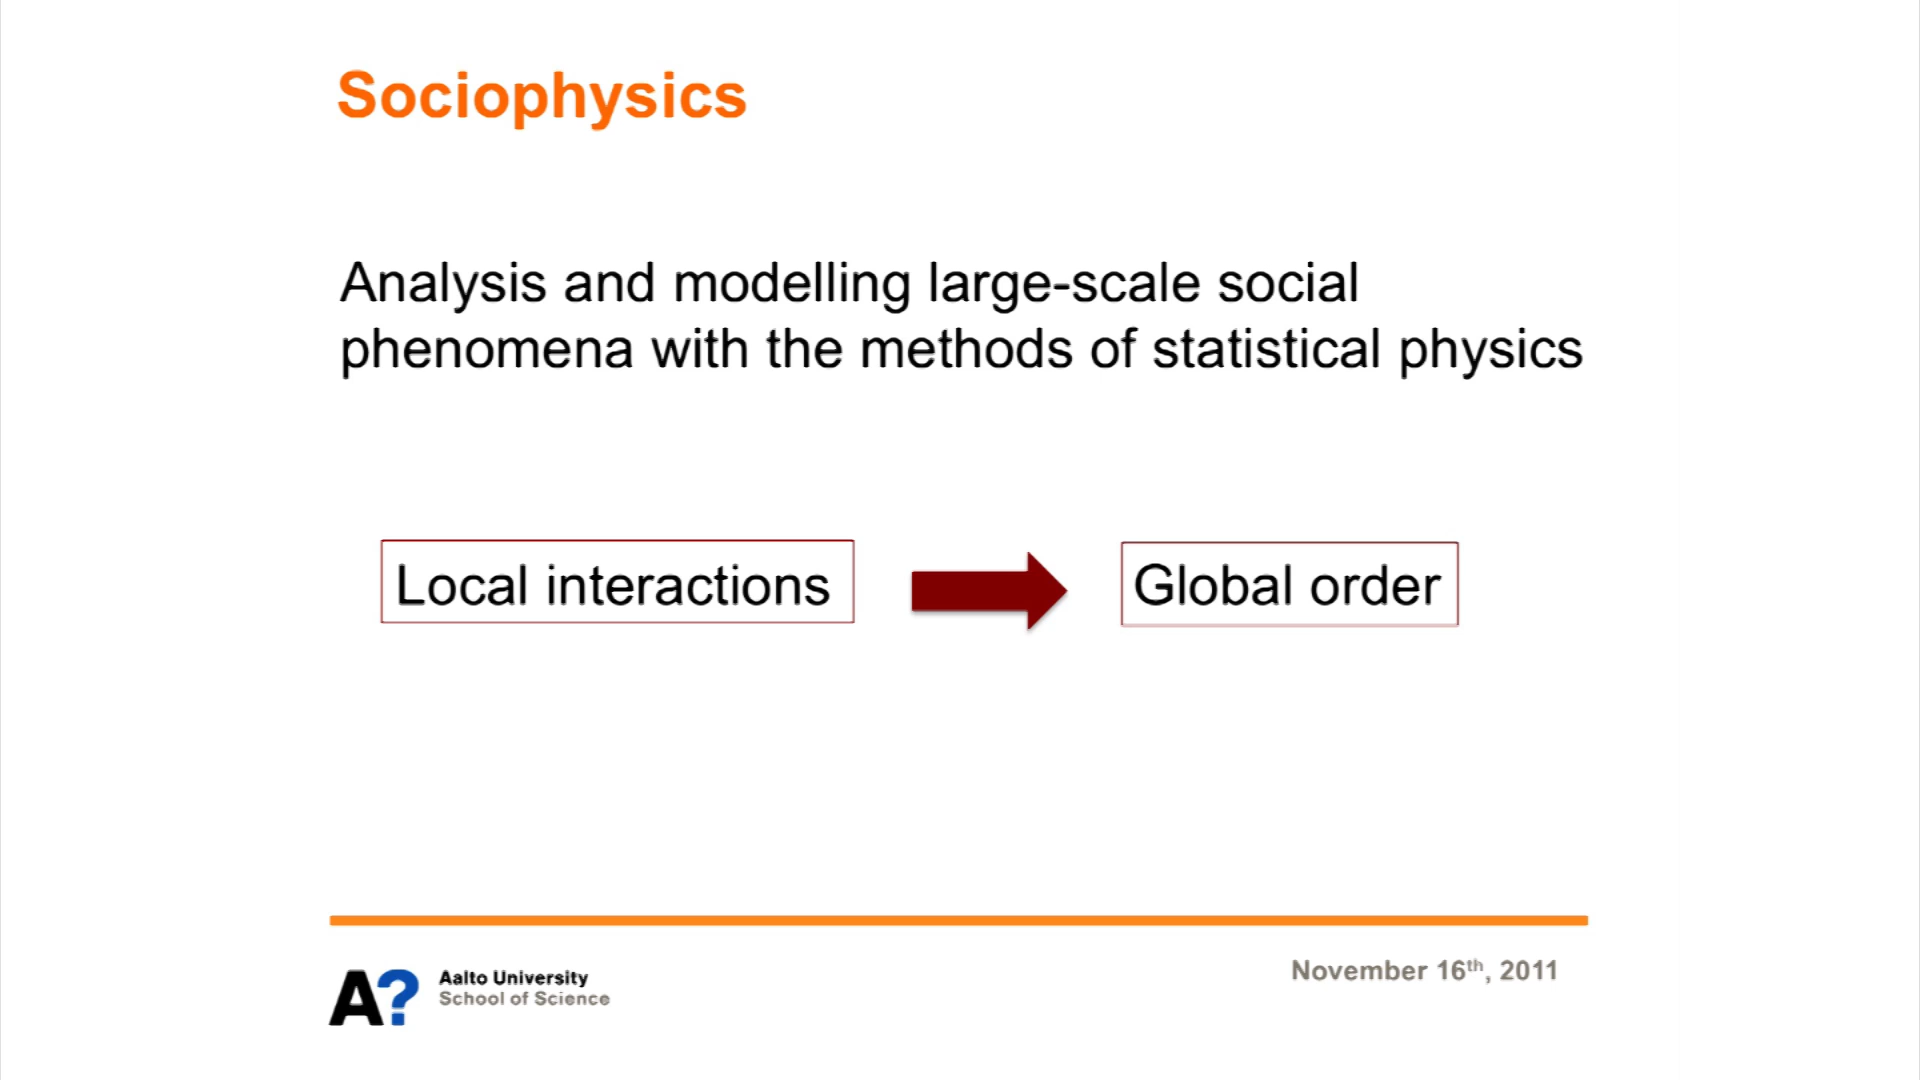 Sociophysics
Analysis and modelling large-scale social
phenomena with the methods of statistical physics
Local interactions
Global order
A?
Aalto University
School of Science
November 16th, 2011